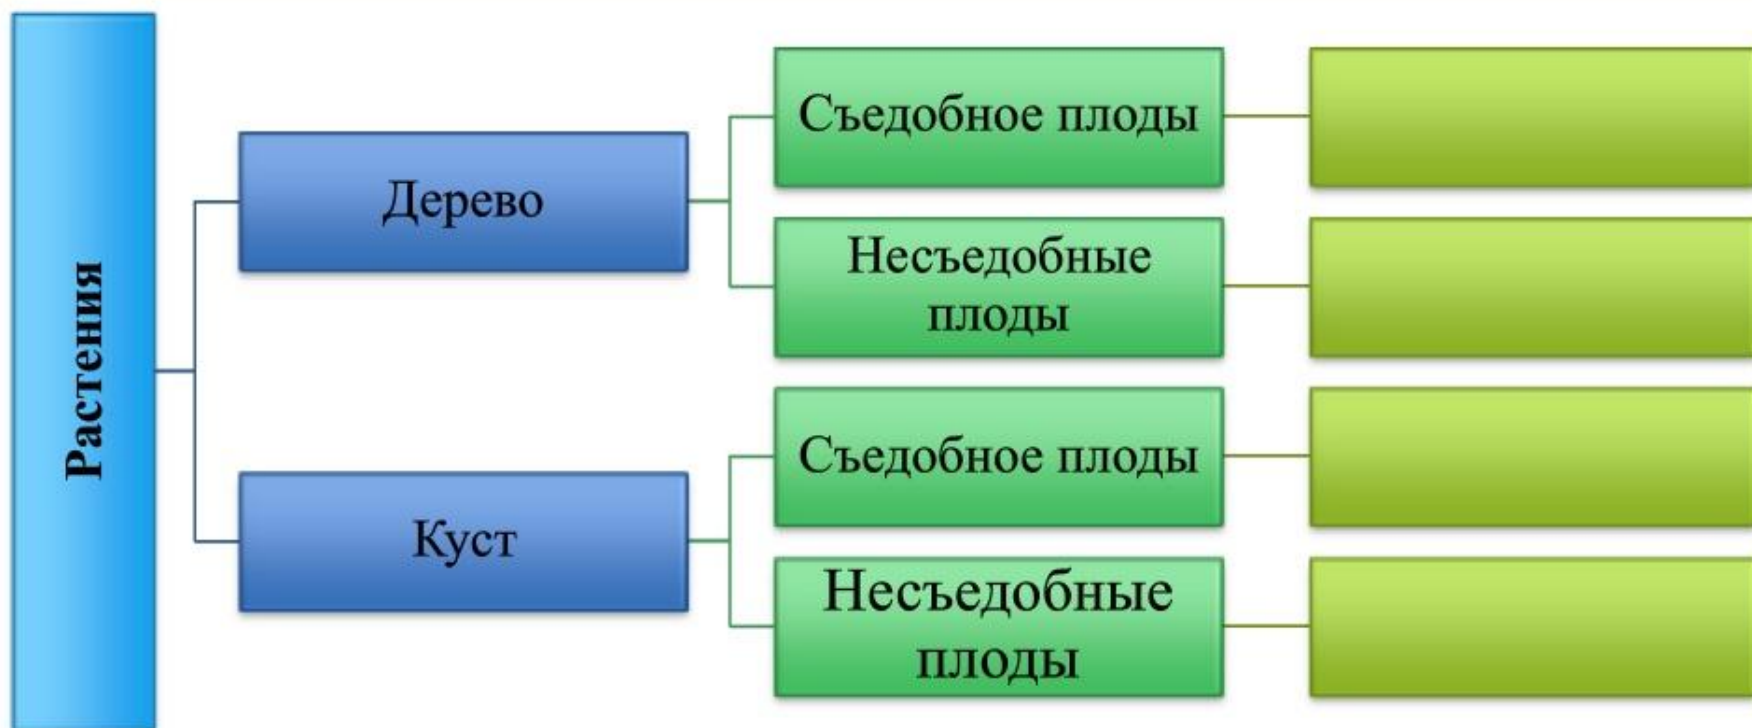 Растения
Дерево
Съедобное плоды
Несъедобные
плоды
Куст
Съедобное плоды
Несъедобные
плоды